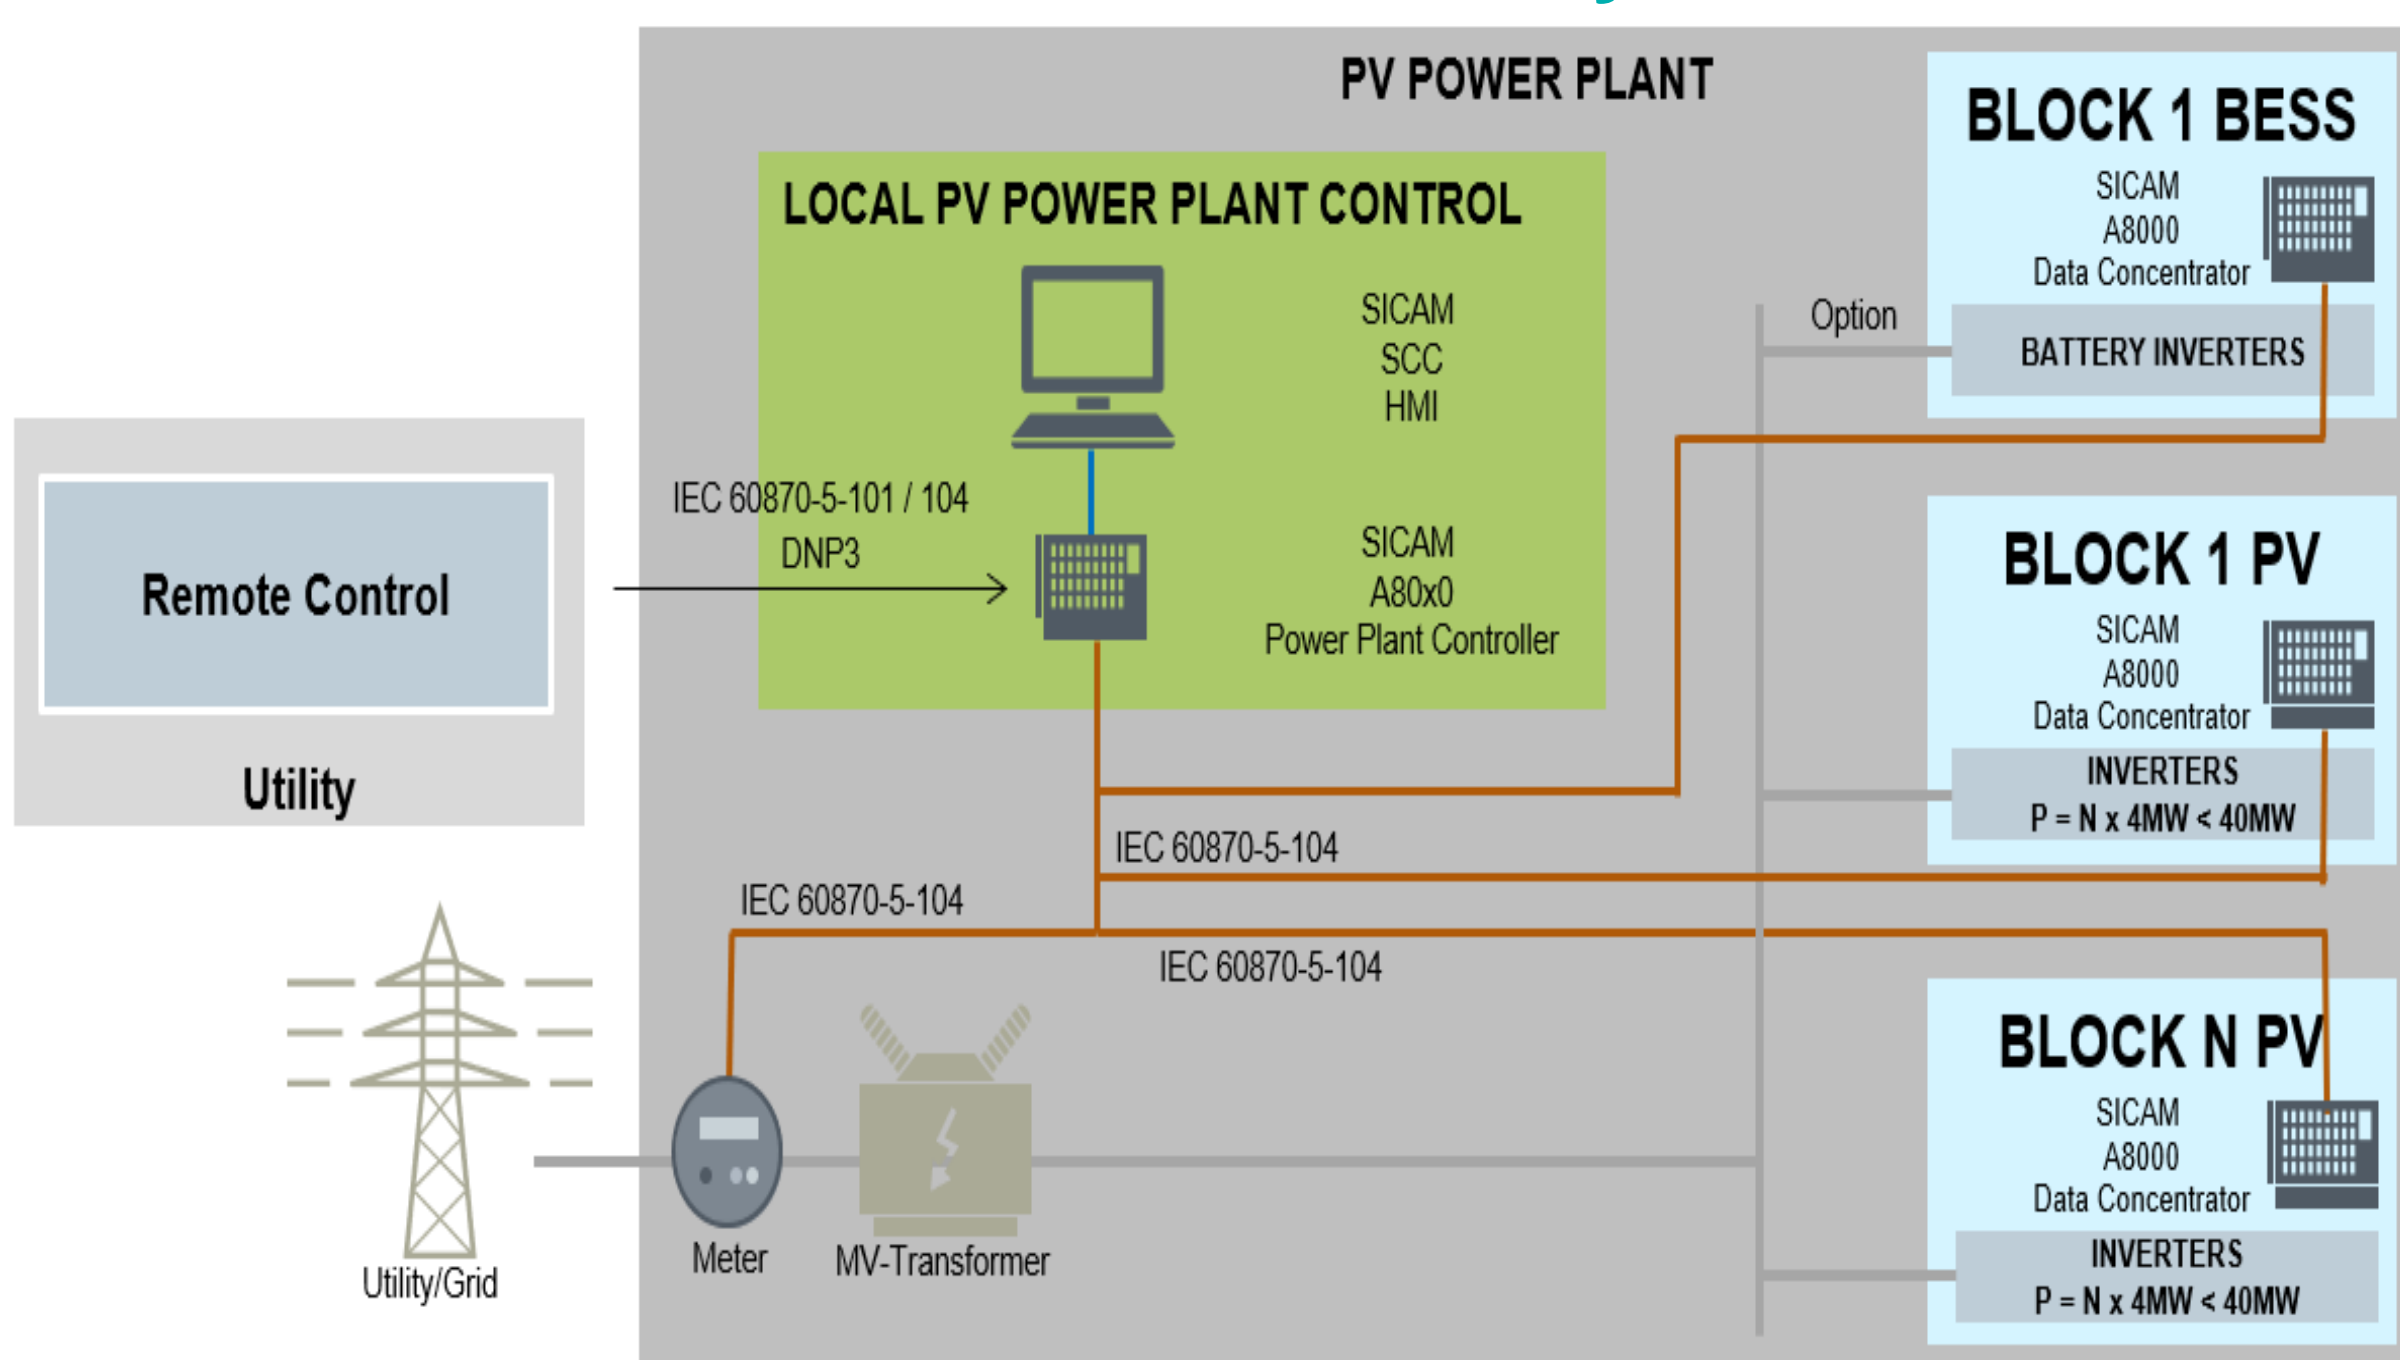 PV POWER PLANT
BLOCK 1 BESS
SICAM
A8000
Data Concentrator
Option
BATTERY INVERTERS
LOCAL PV POWER PLANT CONTROL
SICAM
SCC
HMI
IEC 60870-5-101 / 104
DNP3
SICAM
A80x0
Power Plant Controller
Remote Control
Utility
BLOCK 1 PV
SICAM
A8000
Data Concentrator
INVERTERS
P = N x 4MW < 40MW
IEC 60870-5-104
IEC 60870-5-104
IEC 60870-5-104
BLOCK N PV
SICAM
A8000
Data Concentrator
INVERTERS
P = N x 4MW < 40MW
Meter
MV-Transformer
Utility/Grid